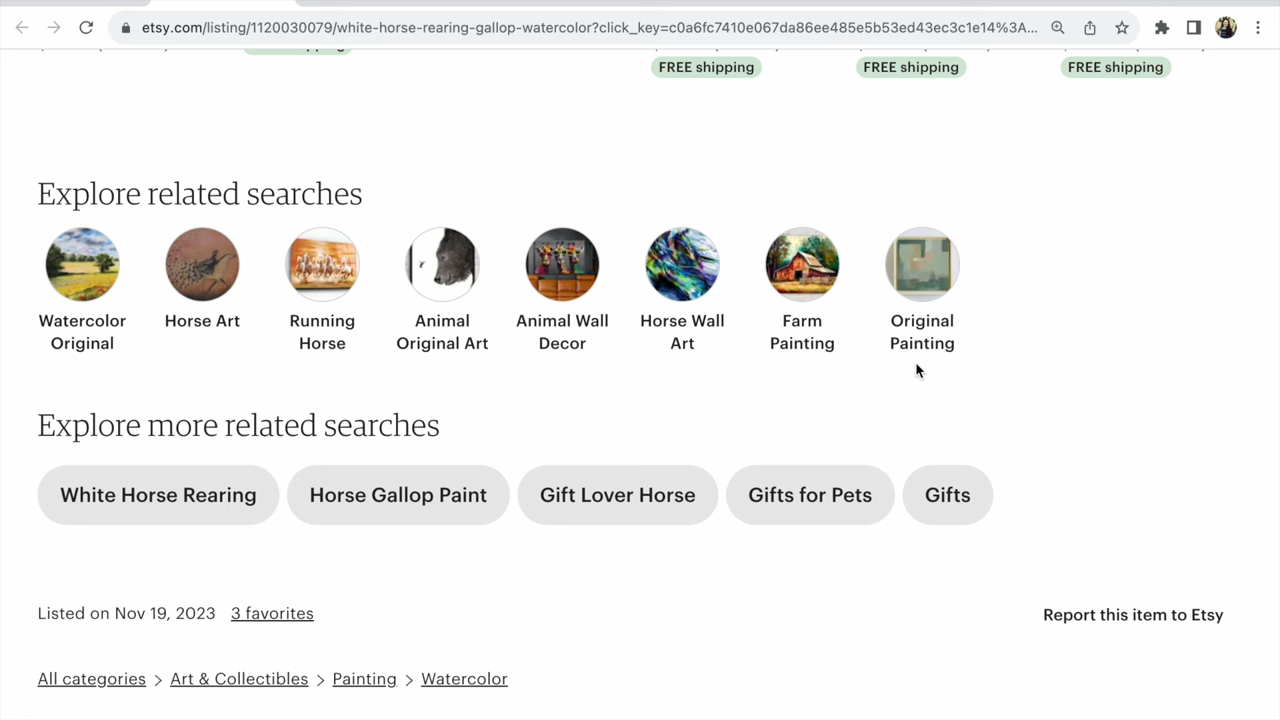 etsy.com/listing/1120030079/white-horse-rearing-gallop-watercolor?click_key=c0a6fc7410e067da86ee485e5b53ed43ec3c1e14%3A...
FREE shipping FREE shipping FREE shipping
Explore related searches
Watercolor Original
Horse Art
Running Horse
Animal Original Art
Animal Wall Decor
Horse Wall Art
Farm Painting
Original Painting
Explore more related searches
White Horse Rearing Horse Gallop Paint Gift Lover Horse Gifts for Pets Gifts
Listed on Nov 19, 2023 3 favorites Report this item to Etsy
All categories > Art & Collectibles > Painting > Watercolor